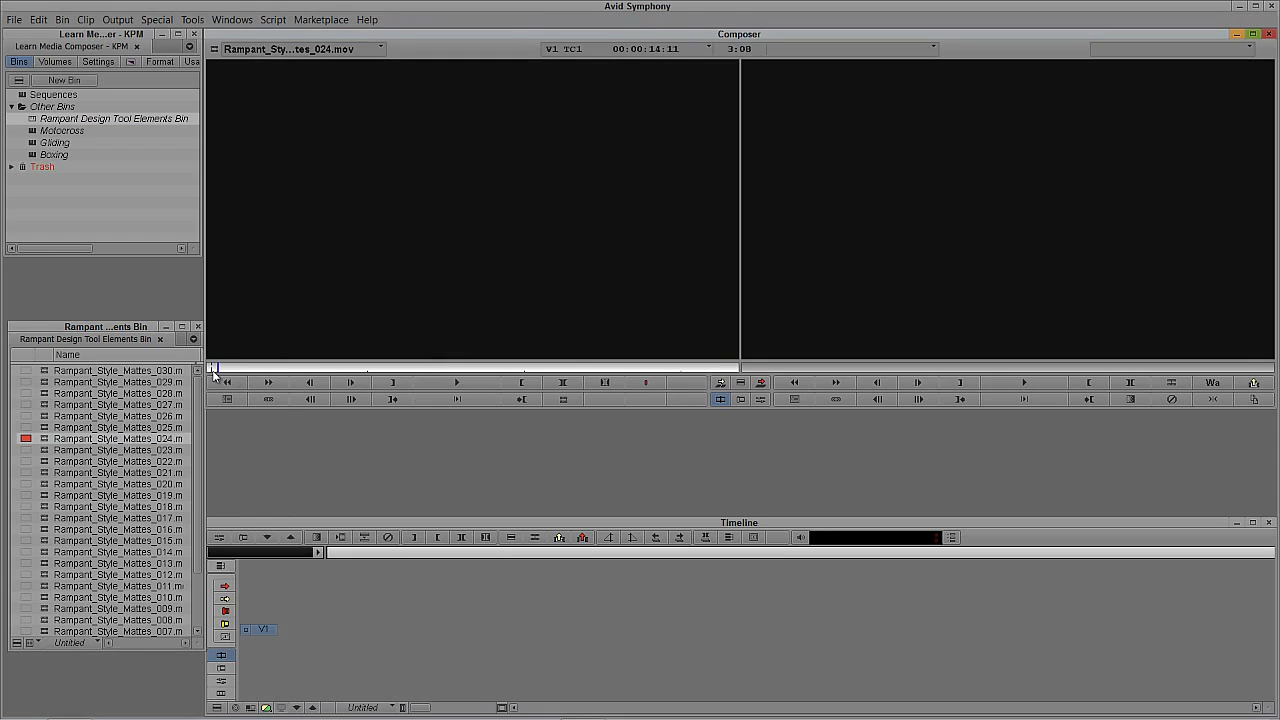 Avid Symphony
File Edit Bin Clip Output Special Tools Windows Script Marketplace Help
Learn Me...er - KPM
Composer
Learn Media Composer - KPM
Rampant_Sty...tes_024.mov
V1 TC1 00:00:14:11 3:08
Bins Volumes Settings Format Usa
New Bin
Sequences
Other Bins
Rampant Design Tool Elements Bin
Motocross
Gliding
Boxing
Trash
Rampant ...ents Bin
Rampant Design Tool Elements Bin
Name
Rampant_Style_Mattes_030.m
Rampant_Style_Mattes_029.m
Rampant_Style_Mattes_028.m
Rampant_Style_Mattes_027.m
Rampant_Style_Mattes_026.m
Rampant_Style_Mattes_025.m
Rampant_Style_Mattes_024.m
Rampant_Style_Mattes_023.m
Rampant_Style_Mattes_022.m
Rampant_Style_Mattes_021.m
Rampant_Style_Mattes_020.m
Rampant_Style_Mattes_019.m
Rampant_Style_Mattes_018.m
Rampant_Style_Mattes_017.m
Rampant_Style_Mattes_016.m
Rampant_Style_Mattes_015.m
Rampant_Style_Mattes_014.m
Rampant_Style_Mattes_013.m
Rampant_Style_Mattes_012.m
Rampant_Style_Mattes_011.m
Rampant_Style_Mattes_010.m
Rampant_Style_Mattes_009.m
Rampant_Style_Mattes_008.m
Rampant_Style_Mattes_007.m
Untitled
Wa
Timeline
V1
Untitled